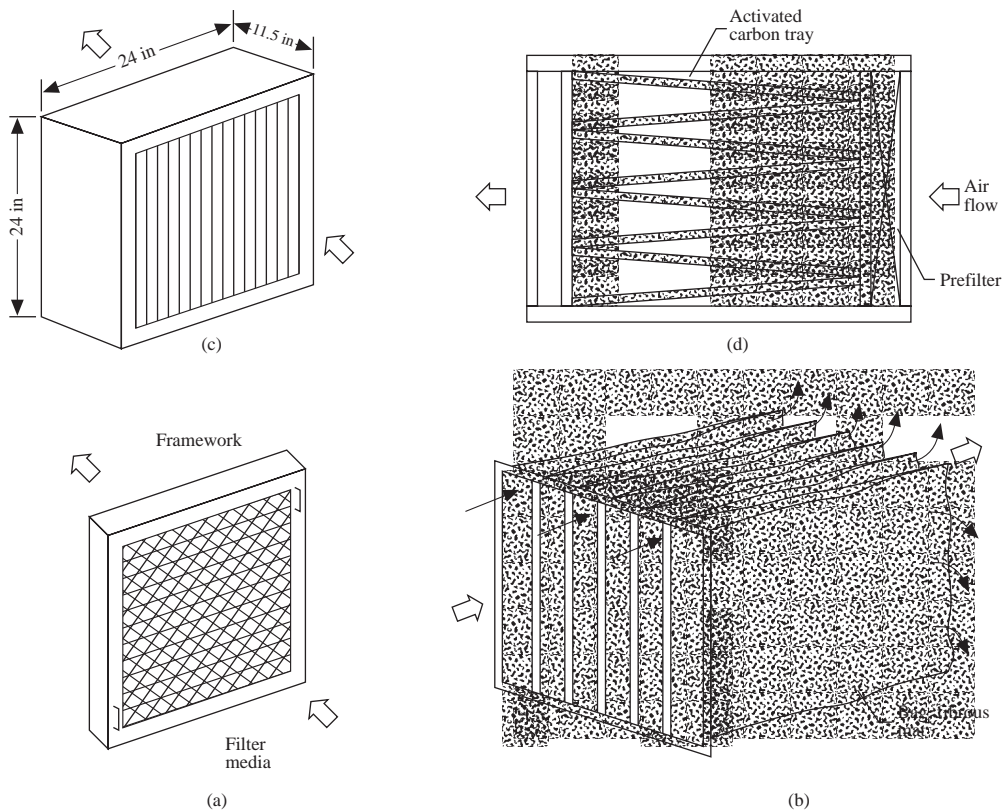 24 in
11.5 in
24 in
(c)
Activated
carbon tray
Air
flow
Prefilter
(d)
Framework
Filter
media
(a)
(b)